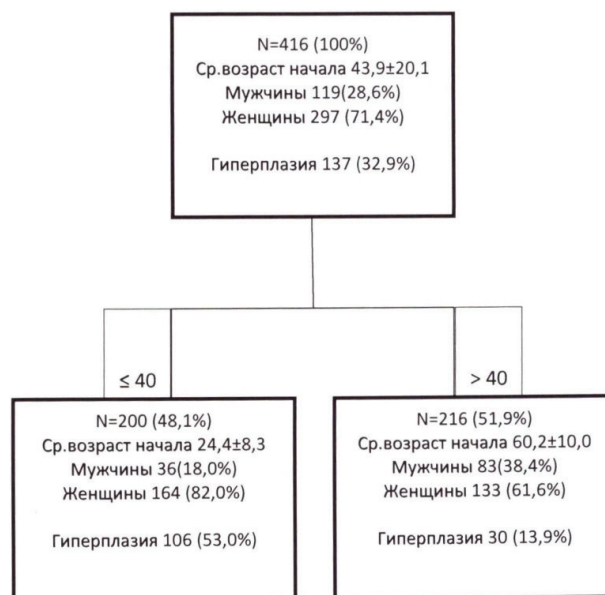 N=416 (100%)
Ср.возраст начала 43,9±20,1
Мужчины 119(28,6%)
Женщины 297 (71,4%)
Гиперплазия 137 (32,9%)
≤ 40
> 40
N=200 (48,1%)
Ср.возраст начала 24,4±8,3
Мужчины 36(18,0%)
Женщины 164 (82,0%)
Гиперплазия 106 (53,0%)
N=216 (51,9%)
Ср.возраст начала 60,2±10,0
Мужчины 83(38,4%)
Женщины 133 (61,6%)
Гиперплазия 30 (13,9%)